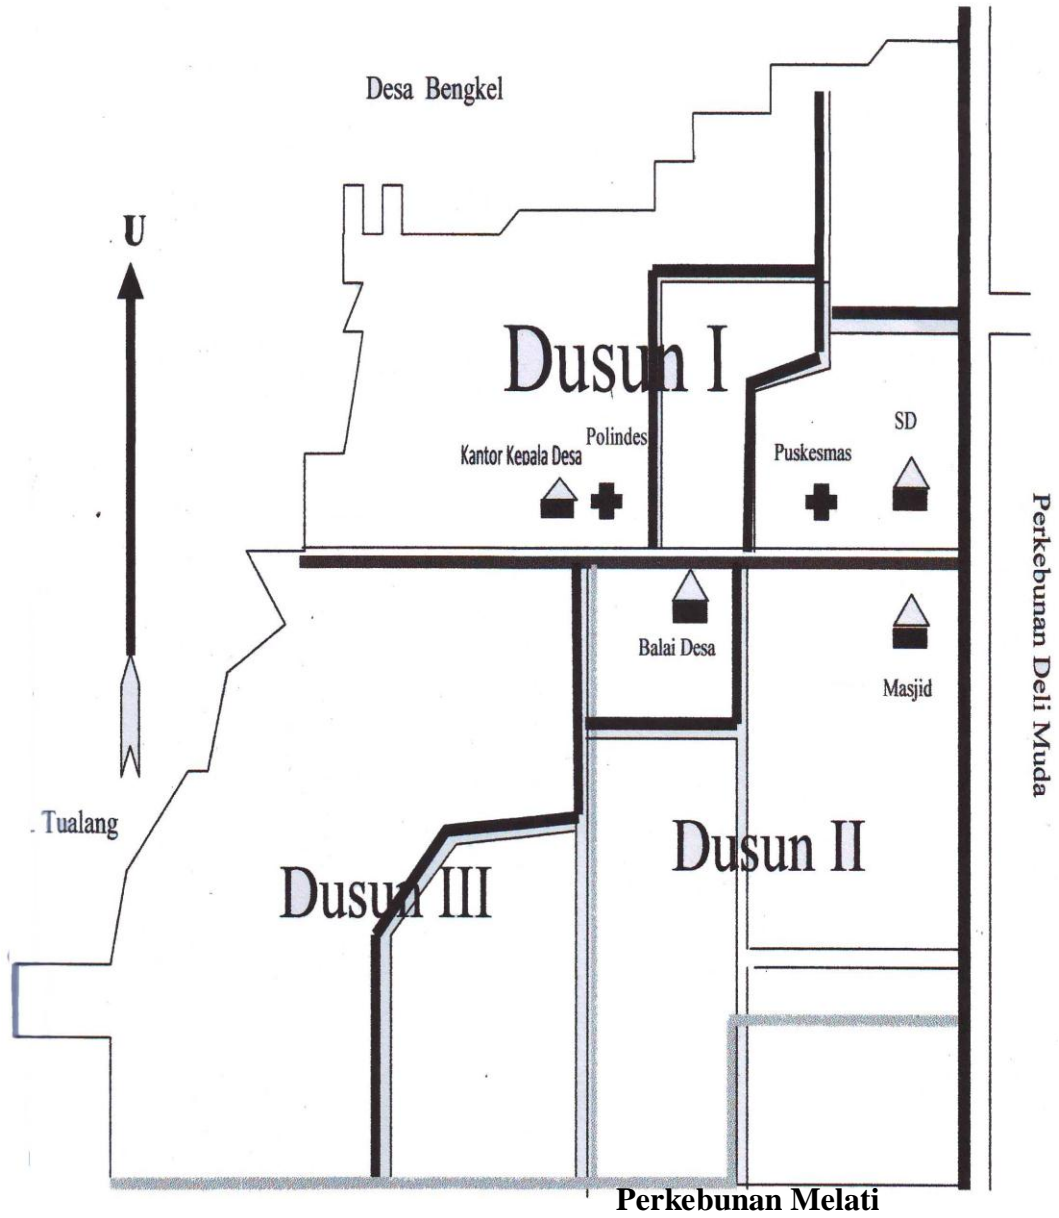 Desa Bengkel
U
Dusun I
SD
Polindes
Puskesmas
Kantor Kepala Desa
Perkebunan Deli Muda
Balai Desa
Masjid
Tualang
Dusun II
Dusun III
Perkebunan Melati